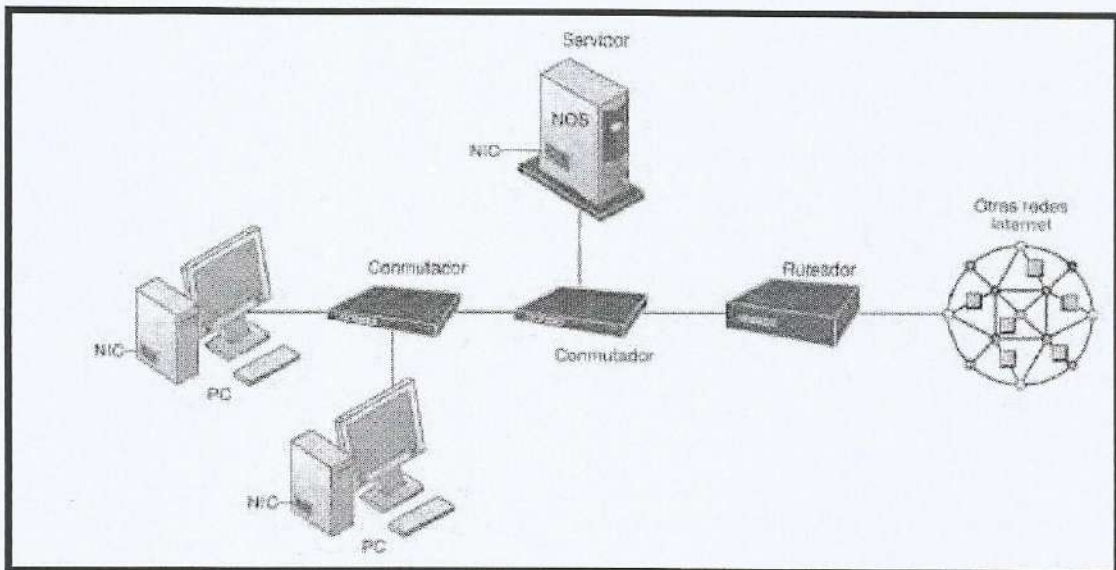 Servidor
NOS
NIC
Otras redes
Internet
Conmutador
Ruteador
Conmutador
NIC
PC
NIC
PC